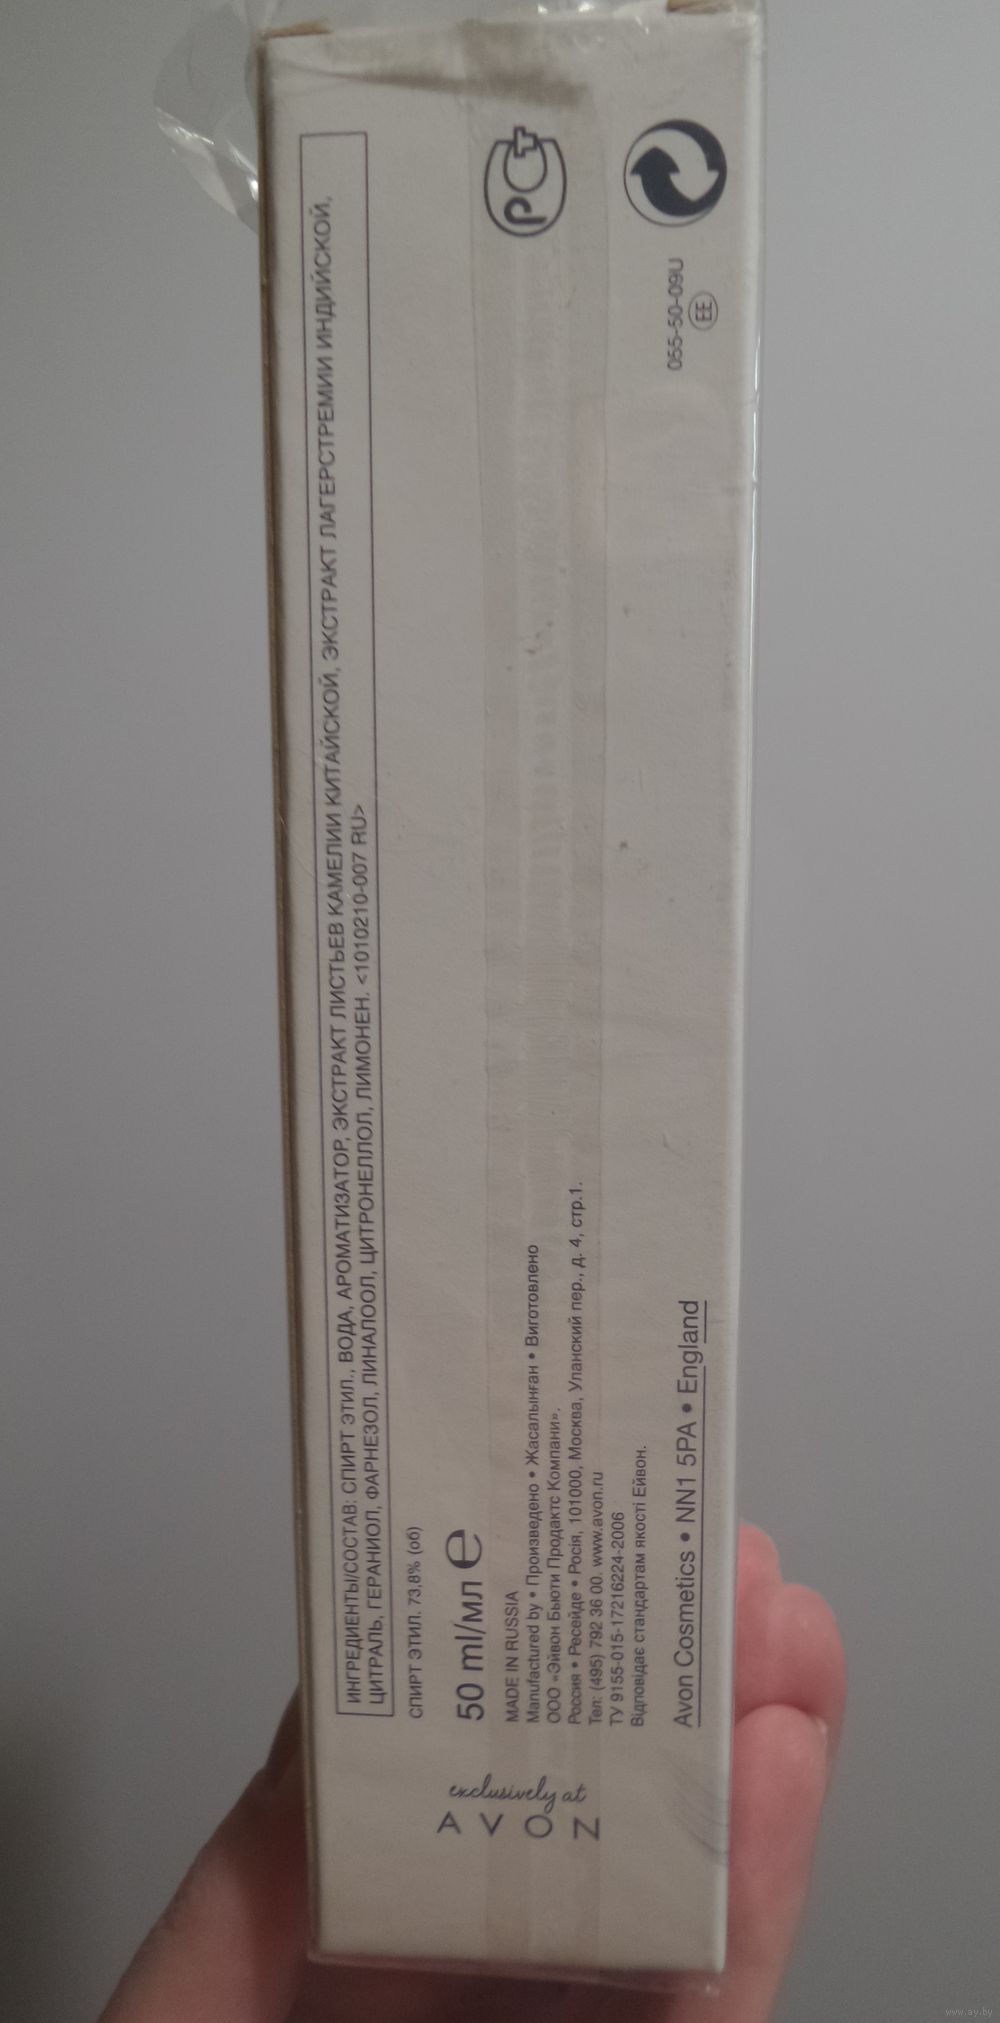 ИНГРЕДИЕНТЫ/СОСТАВ: СПИРТ ЭТИЛ., ВОДА, АРОМАТИЗАТОР, ЭКСТРАКТ ЛИСТЬЕВ КАМЕЛИИ КИТАЙСКОЙ, ЭКСТРАКТ ЛАГЕРСТРЕМИИ ИНДИЙСКОЙ,
ЦИТРАЛЬ, ГЕРАНИОЛ, ФАРНЕЗОЛ, ЛИНАЛООЛ, ЦИТРОНЕЛЛОЛ, ЛИМОНЕН. <1010210-007 RU>
СПИРТ ЭТИЛ. 73,8% (об)
50 ml/мл e
MADE IN RUSSIA
Manufactured by • Произведено • Жасалынған • Виготовлено
ООО «Эйвон Бьюти Продактс Компани»,
Россия • Ресейде • Росія, 101000, Москва, Уланский пер., д. 4, стр.1.
Тел: (495) 792 36 00. www.avon.ru
ТУ 9155-015-17216224-2006
Відповідає стандартам якості Ейвон.
Avon Cosmetics • NN1 5PA • England
exclusively at
AVON
РСТ
055-50-09U
EE
www.ay.by